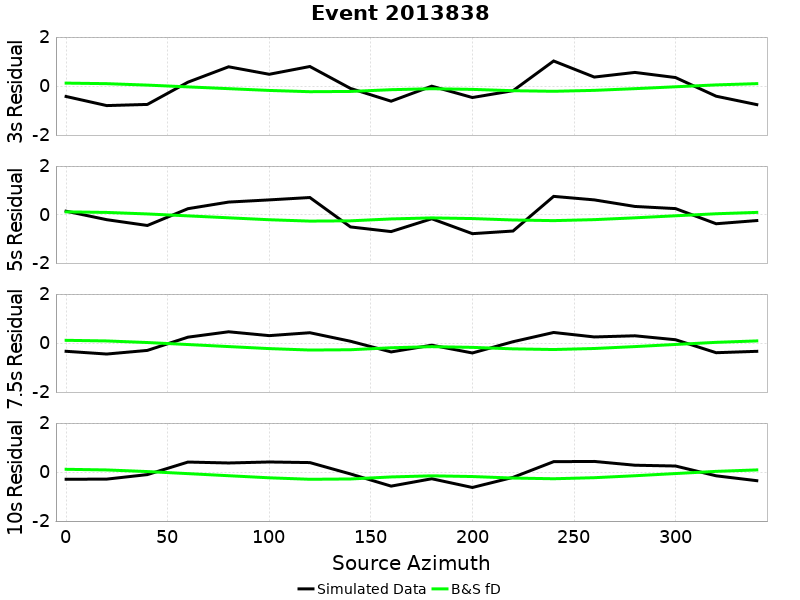 Event 2013838
3s Residual
2
0
-2
5s Residual
2
0
-2
7.5s Residual
2
0
-2
10s Residual
2
0
-2
0 50 100 150 200 250 300
Source Azimuth
Simulated Data B&S fD